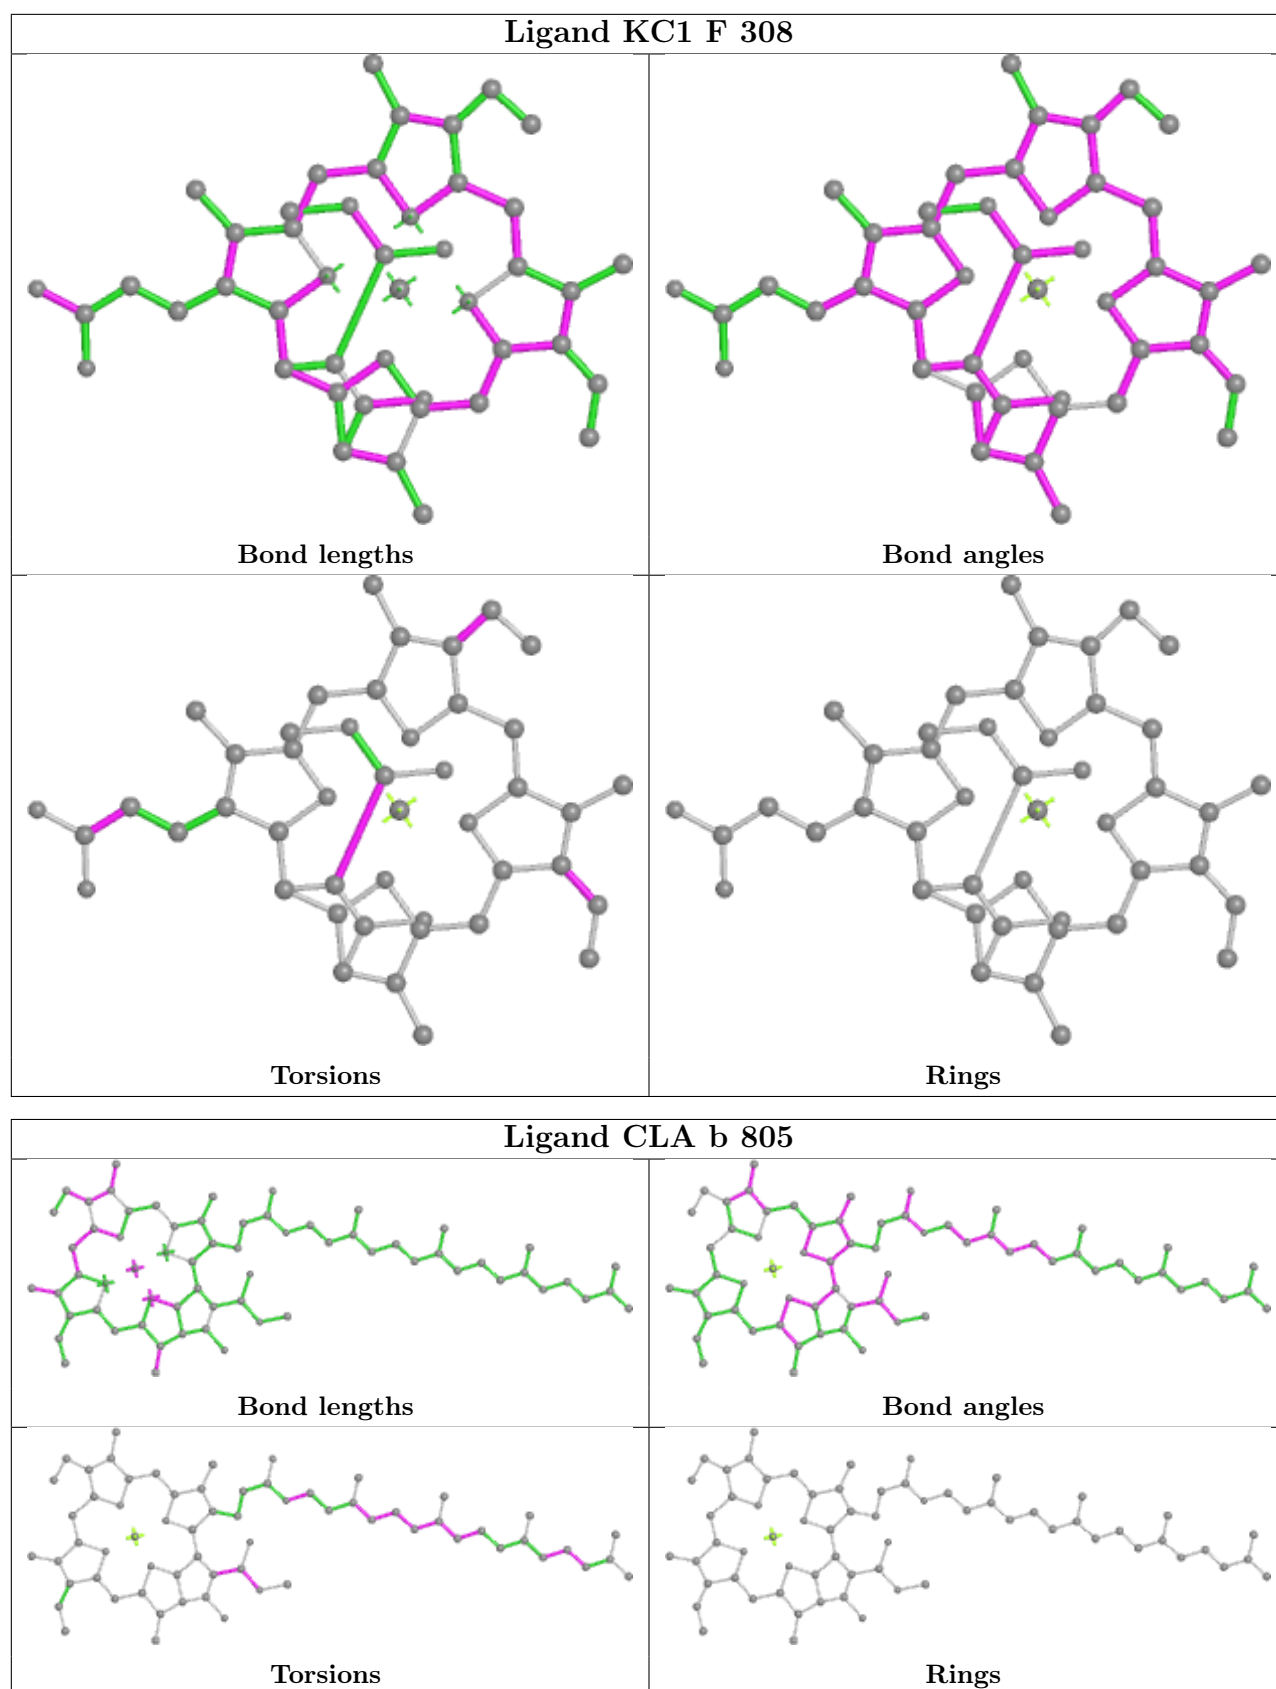 Ligand KC1 F 308
Bond lengths
Bond angles
Torsions
Rings
Ligand CLA b 805
Bond lengths
Bond angles
Torsions
Rings